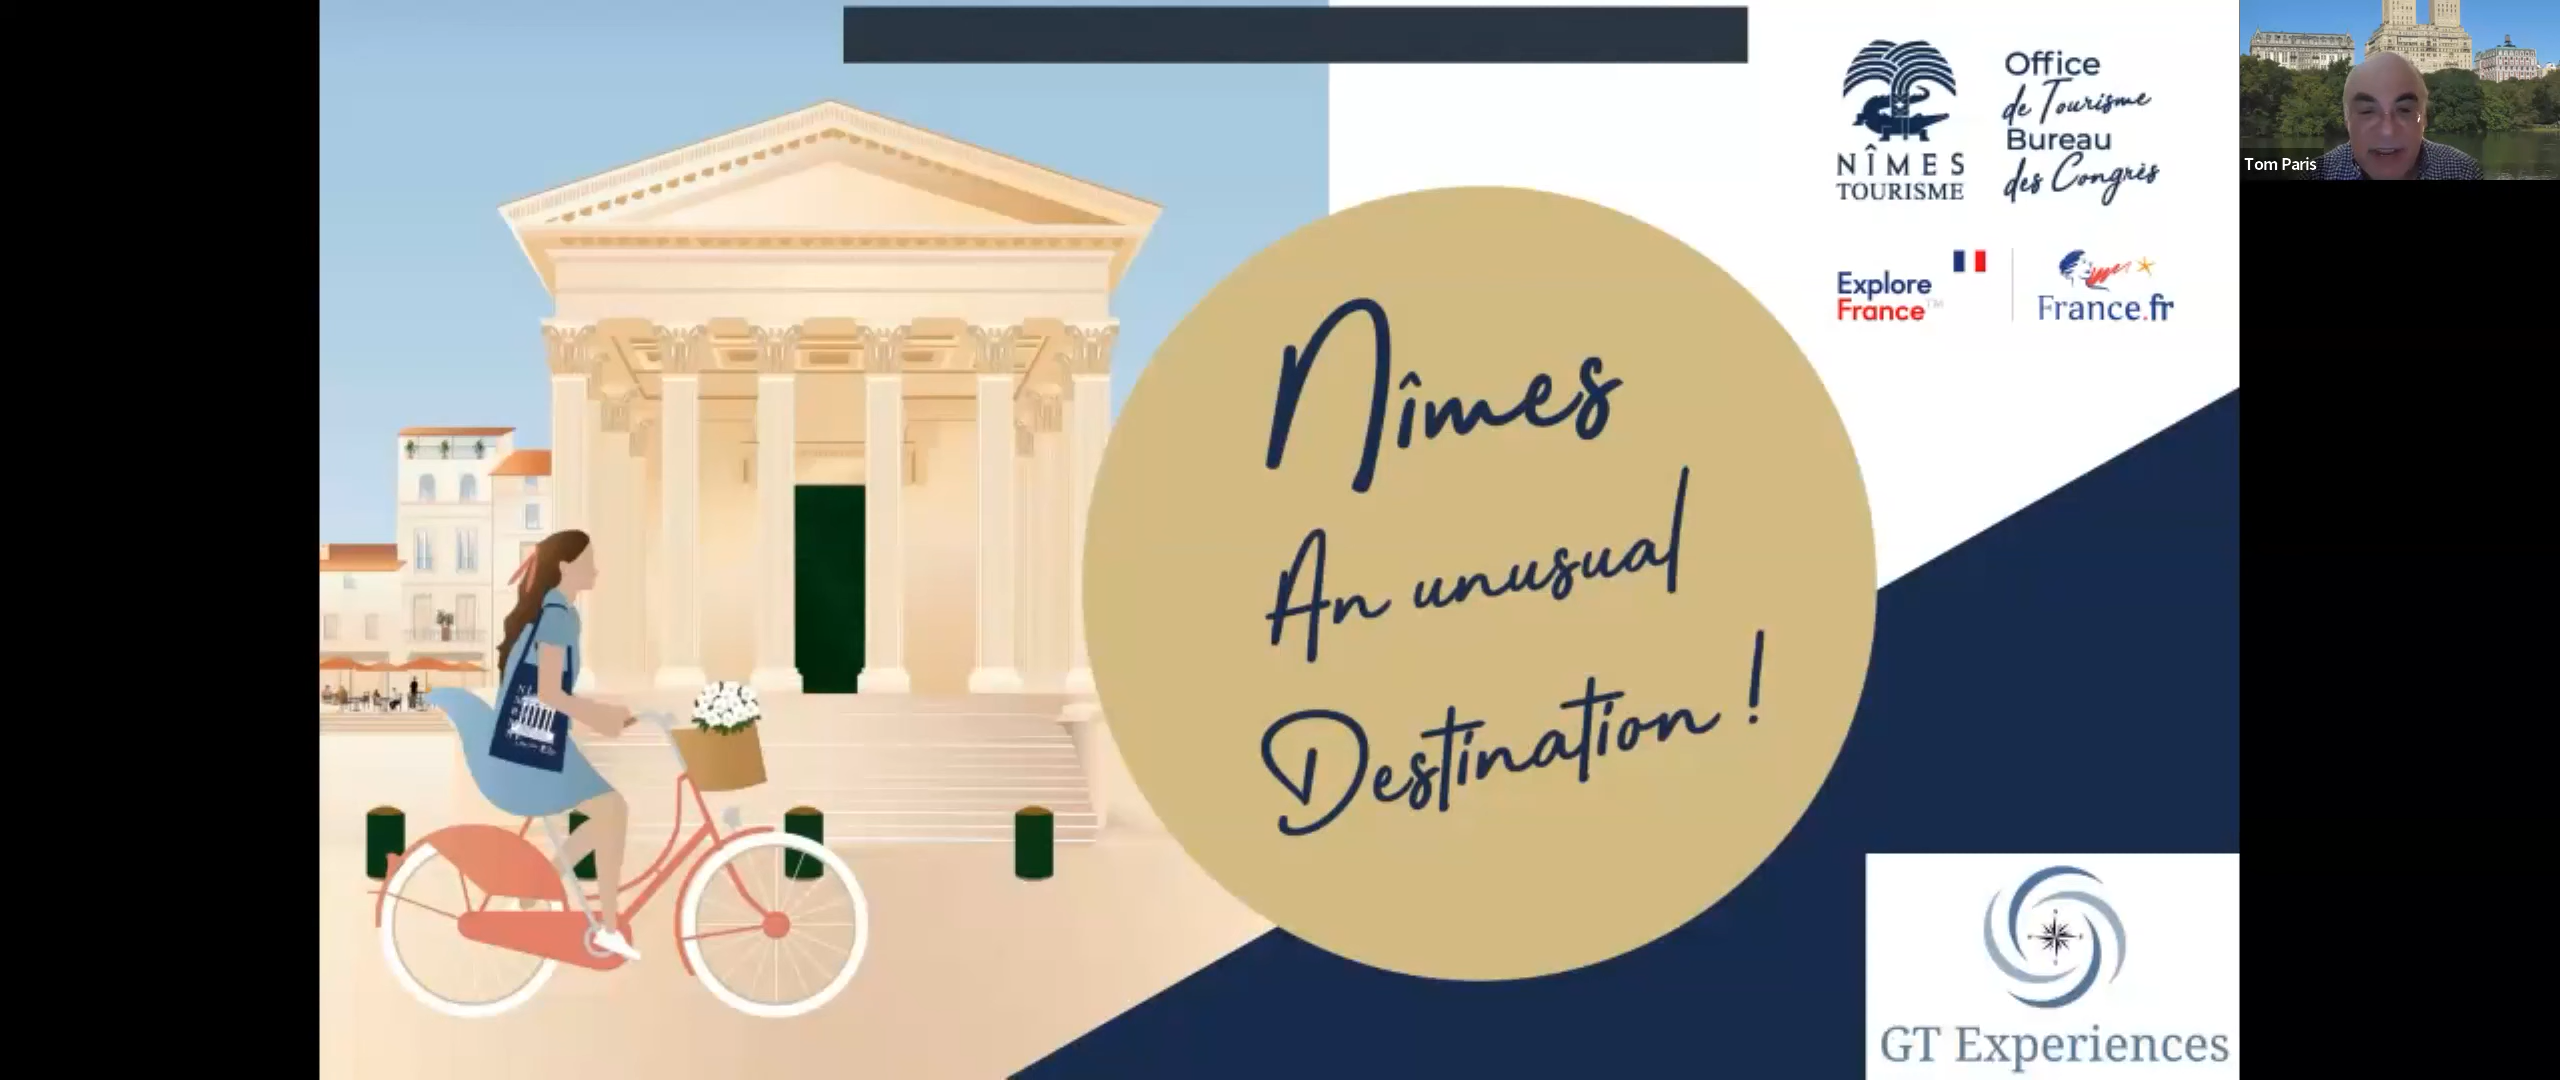 NÎMES
TOURISME
Office
de Tourisme
Bureau
des Congrès
Explore
France™
France.fr
Tom Paris
Nîmes
An unusual
Destination !
GT Experiences